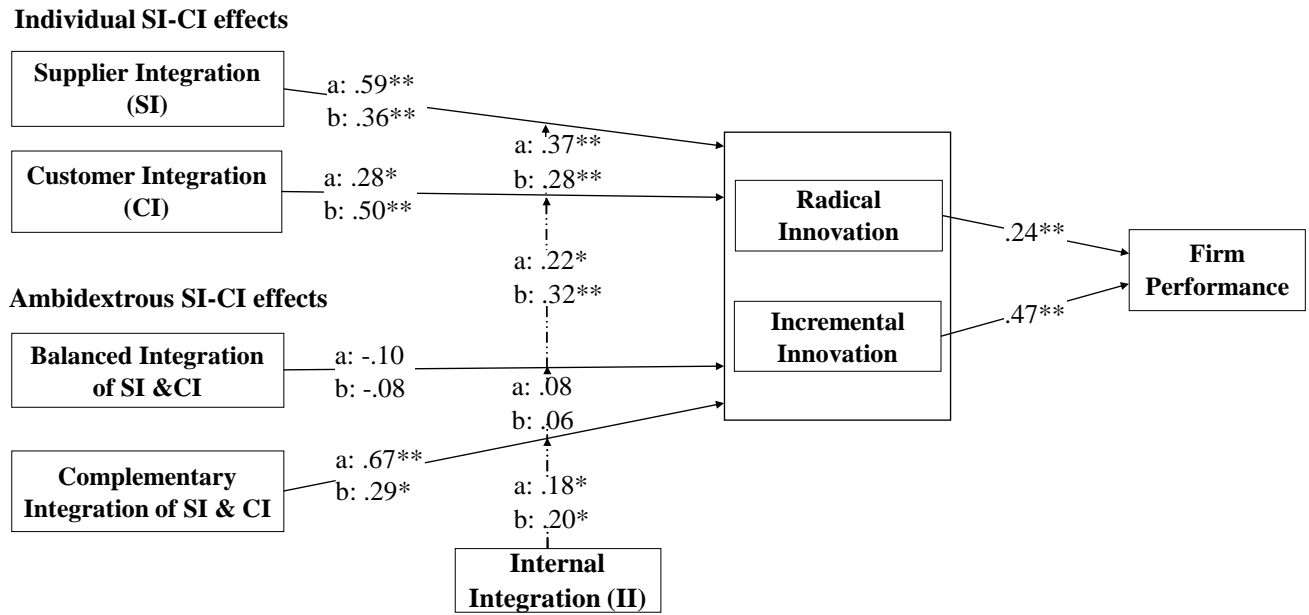 Individual SI-CI effects
Supplier Integration
(SI)
a: .59**
b: .36**
a: .37**
b: .28**
Customer Integration
(CI)
a: .28*
b: .50**
Radical
Innovation
.24**
Firm
Performance
a: .22*
b: .32**
Ambidextrous SI-CI effects
Incremental
Innovation
.47**
Balanced Integration
of SI &CI
a: -.10
b: -.08
a: .08
b: .06
Complementary
Integration of SI & CI
a: .67**
b: .29*
a: .18*
b: .20*
Internal
Integration (II)